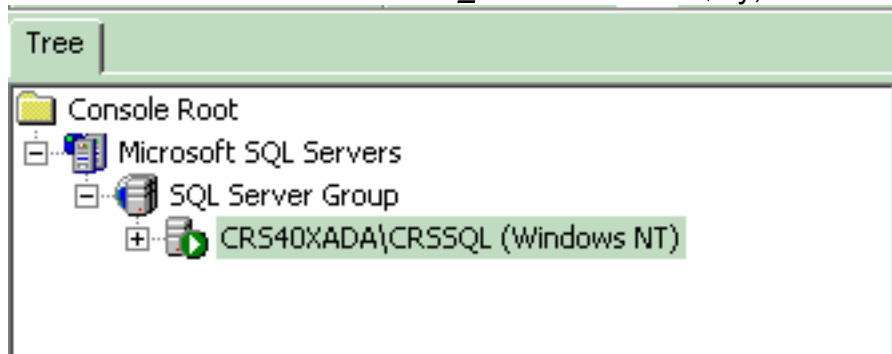 Tree
Console Root
Microsoft SQL Servers
SQL Server Group
CRS40XADA\CRSSQL (Windows NT)